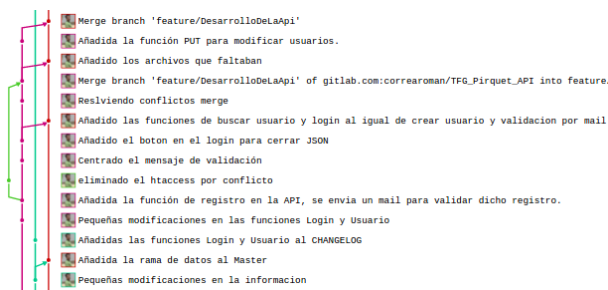 Merge branch 'feature/DesarrolloDeLaApi'
Añadida la función PUT para modificar usuarios.
Añadido los archivos que faltaban
Merge branch 'feature/DesarrolloDeLaApi' of gitlab.com:correaroman/TFG_Pirquet_API into feature.
Reslviendo conflictos merge
Añadido las funciones de buscar usuario y login al igual de crear usuario y validacion por mail
Añadido el boton en el login para cerrar JSON
Centrado el mensaje de validación
eliminado el htaccess por conflicto
Añadida la función de registro en la API, se envia un mail para validar dicho registro.
Pequeñas modificaciones en las funciones Login y Usuario
Añadidas las funciones Login y Usuario al CHANGELOG
Añadida la rama de datos al Master
Pequeñas modificaciones en la informacion